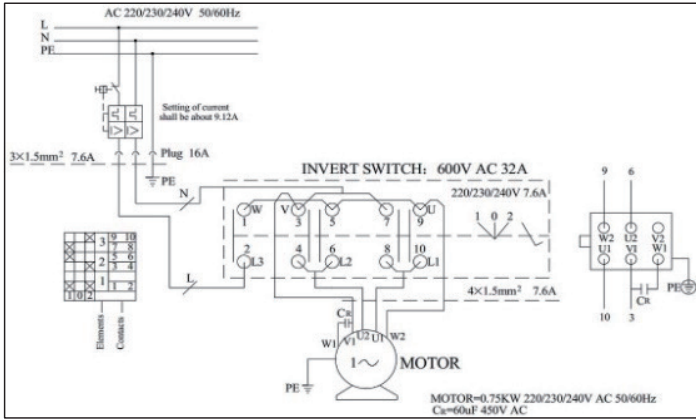 AC 220/230/240V 50/60Hz
L
N
PE
Setting of current
shall be about 9.12A
3×1.5mm² 7.6A
Plug 16A
PE
INVERT SWITCH: 600V AC 32A
220/230/240V 7.6A
N
W V U
1 3 5 7 9
1 0 2
2 4 6 8 10
L3 L2 L1
L
4×1.5mm² 7.6A
3 9 10
7 8
2 5 6
3 4
1 1 2
1 0 2
Elements
Contacts
CR
W1 V1 U2 U1 W2
1~ MOTOR
PE
9 6
W2 U2 V2
U1 V1 W1
CR
PE
10 3
MOTOR=0.75KW 220/230/240V AC 50/60Hz
CR=60uF 450V AC